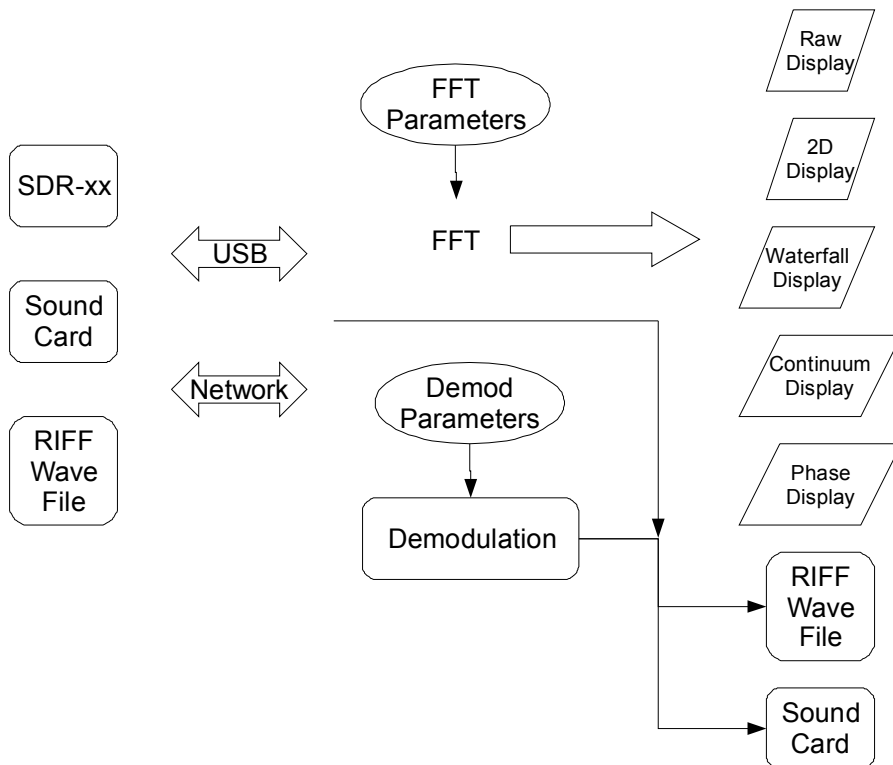 SDR-xx
Sound
Card
RIFF
Wave
File
USB
Network
FFT
Parameters
FFT
Demod
Parameters
Demodulation
Raw
Display
2D
Display
Waterfall
Display
Continuum
Display
Phase
Display
RIFF
Wave
File
Sound
Card